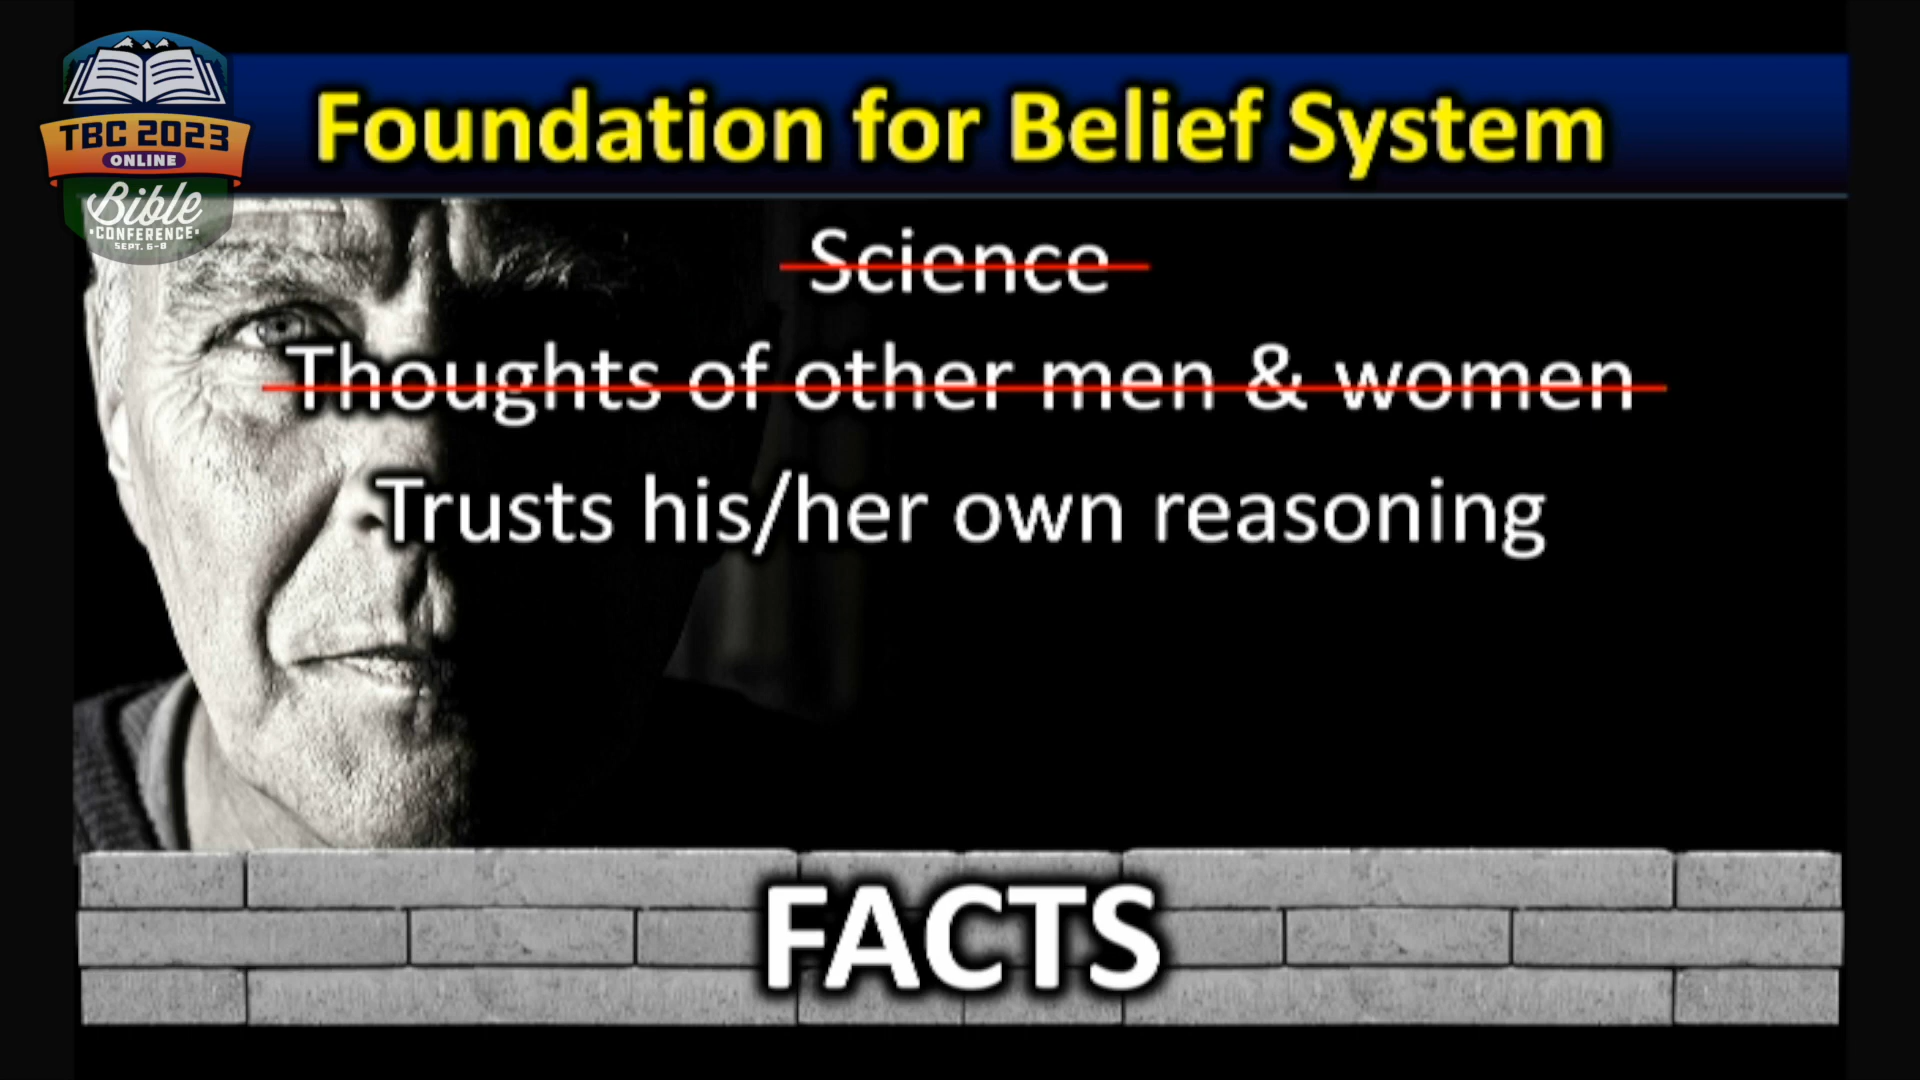 TBC 2023
ONLINE
Bible
•CONFERENCE•
SEPT. 6-8
Foundation for Belief System
Science
Thoughts of other men & women
Trusts his/her own reasoning
FACTS